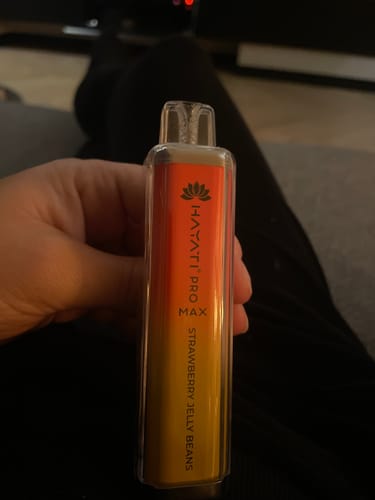 HAYATI®
PRO
MAX
STRAWBERRY JELLY BEANS